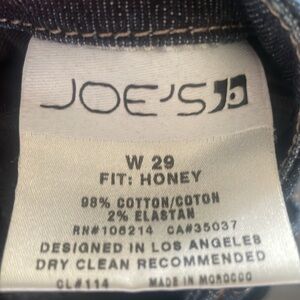 JOE'S
W 29
FIT: HONEY
98% COTTON/COTON
2% ELASTAN
RN#106214 CA#35037
DESIGNED IN LOS ANGELES
DRY CLEAN RECOMMENDED
CL#114 MADE IN MOROCCO